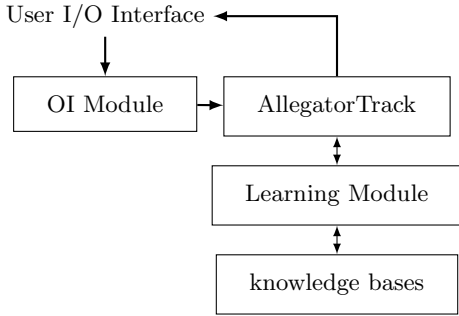 User I/O Interface
OI Module
AllegatorTrack
Learning Module
knowledge bases